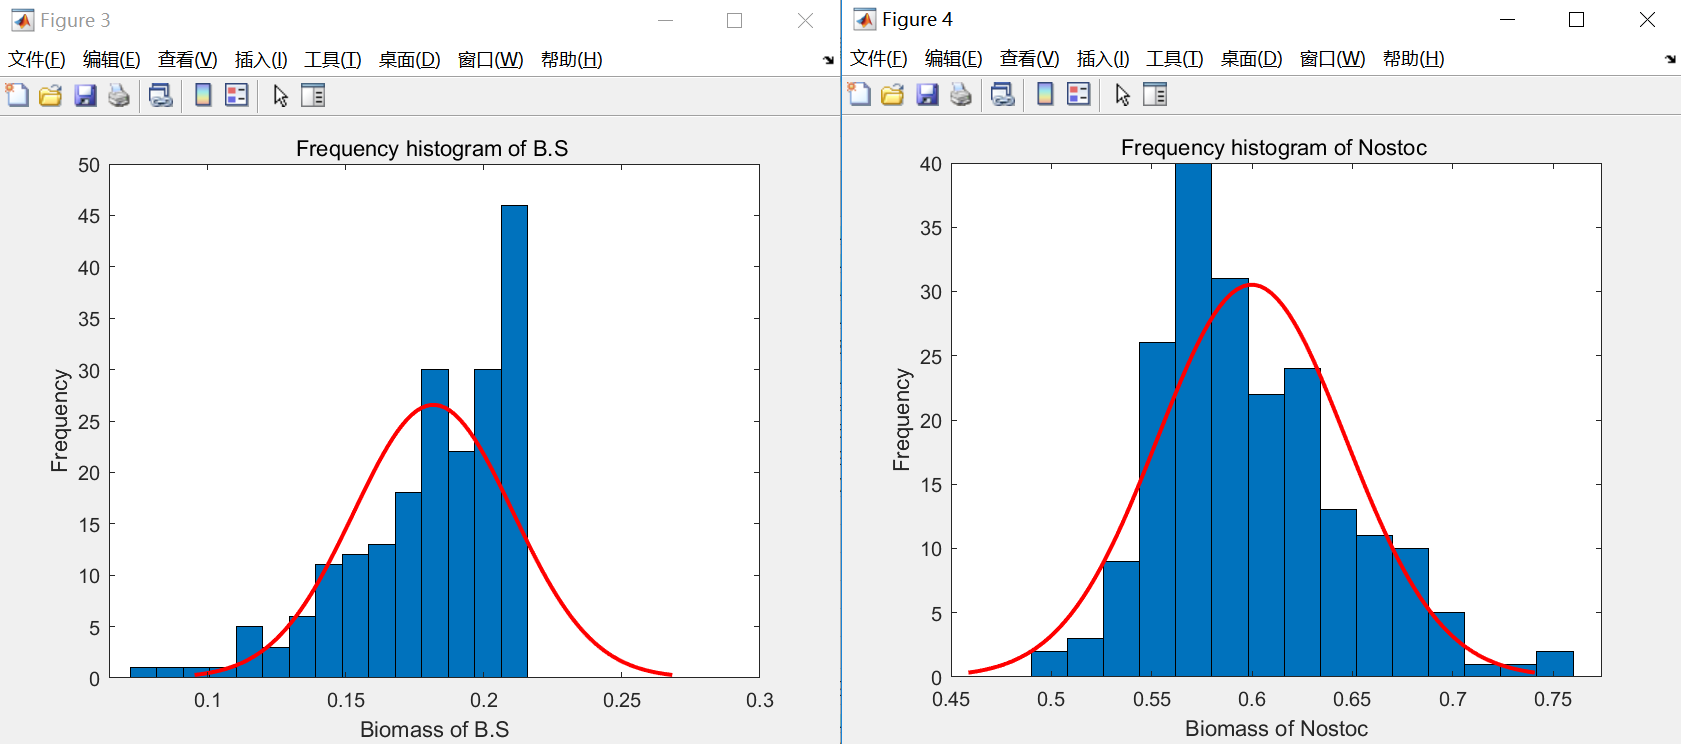 Figure 3
文件(F) 编辑(E) 查看(V) 插入(I) 工具(T) 桌面(D) 窗口(W) 帮助(H)
Frequency histogram of B.S
50
45
40
35
30
25
20
15
10
5
0
Frequency
0.1 0.15 0.2 0.25 0.3
Biomass of B.S
Figure 4
文件(F) 编辑(E) 查看(V) 插入(I) 工具(T) 桌面(D) 窗口(W) 帮助(H)
Frequency histogram of Nostoc
40
35
30
25
20
15
10
5
0
Frequency
0.45 0.5 0.55 0.6 0.65 0.7 0.75
Biomass of Nostoc